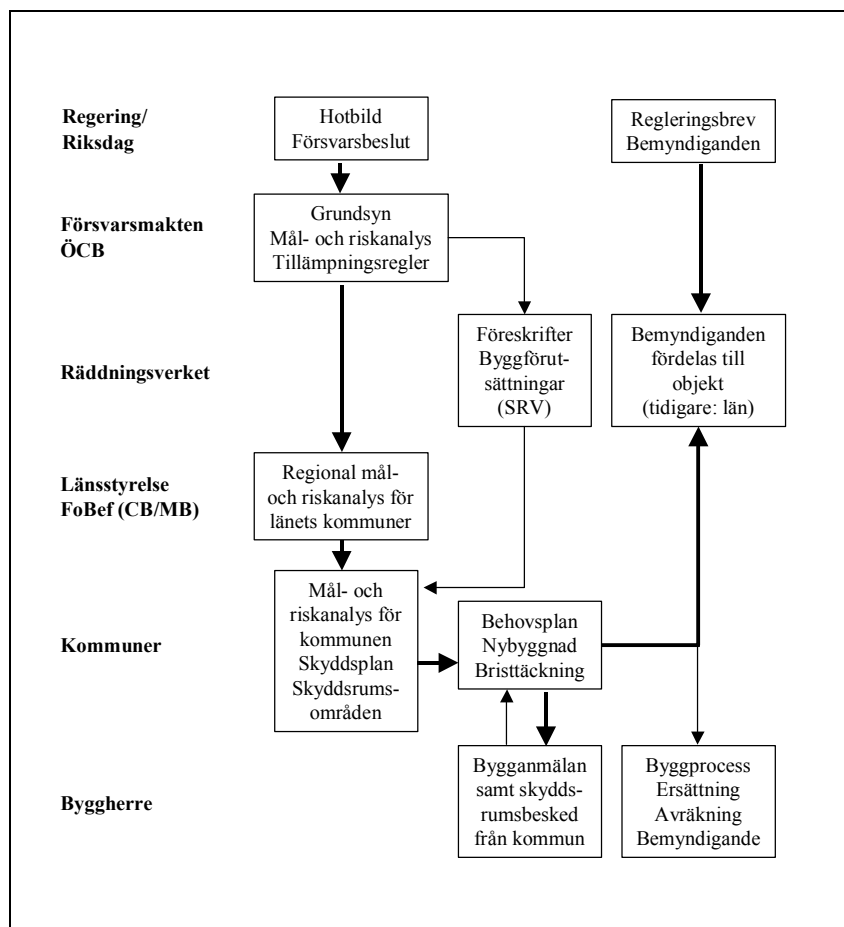 Regering/
Riksdag
Hotbild
Försvarsbeslut
Regleringsbrev
Bemyndiganden
Försvarsmakten
ÖCB
Grundsyn
Mål- och riskanalys
Tillämpningsregler
Räddningsverket
Föreskrifter
Byggförut-
sättningar
(SRV)
Bemyndiganden
fördelas till
objekt
(tidigare: län)
Länsstyrelse
FoBef (CB/MB)
Regional mål-
och riskanalys för
länets kommuner
Kommuner
Mål- och
riskanalys för
kommunen
Skyddsplan
Skyddsrums-
områden
Behovsplan
Nybyggnad
Bristtäckning
Byggherre
Bygganmälan
samt skydds-
rumsbesked
från kommun
Byggprocess
Ersättning
Avräkning
Bemyndigande